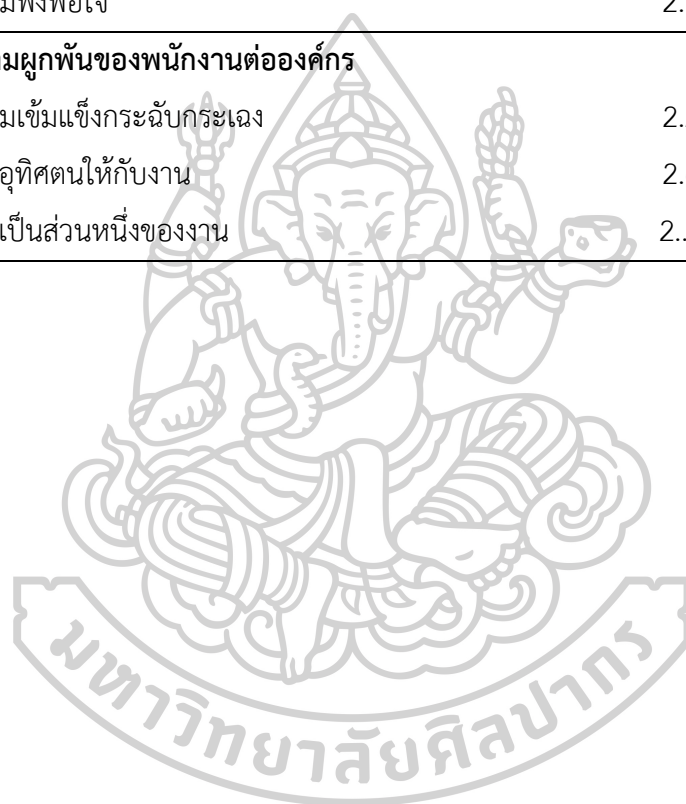 มพึงพอใจ 2.
ามผูกพันของพนักงานต่อองค์กร
มเข้มแข็งกระฉับกระเฉง 2.
อุทิศตนให้กับงาน 2.
เป็นส่วนหนึ่งของงาน 2..
มหาวิทยาลัยศิลปากร